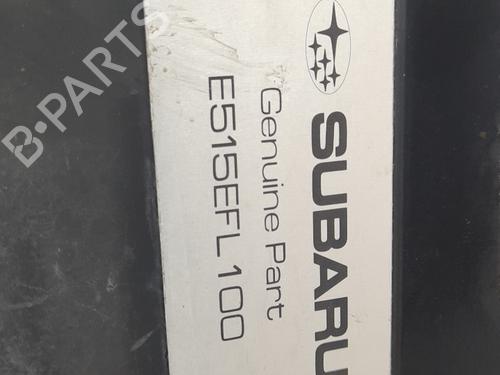 SUBARU
Genuine Part
E515EFL100
B-PARTS